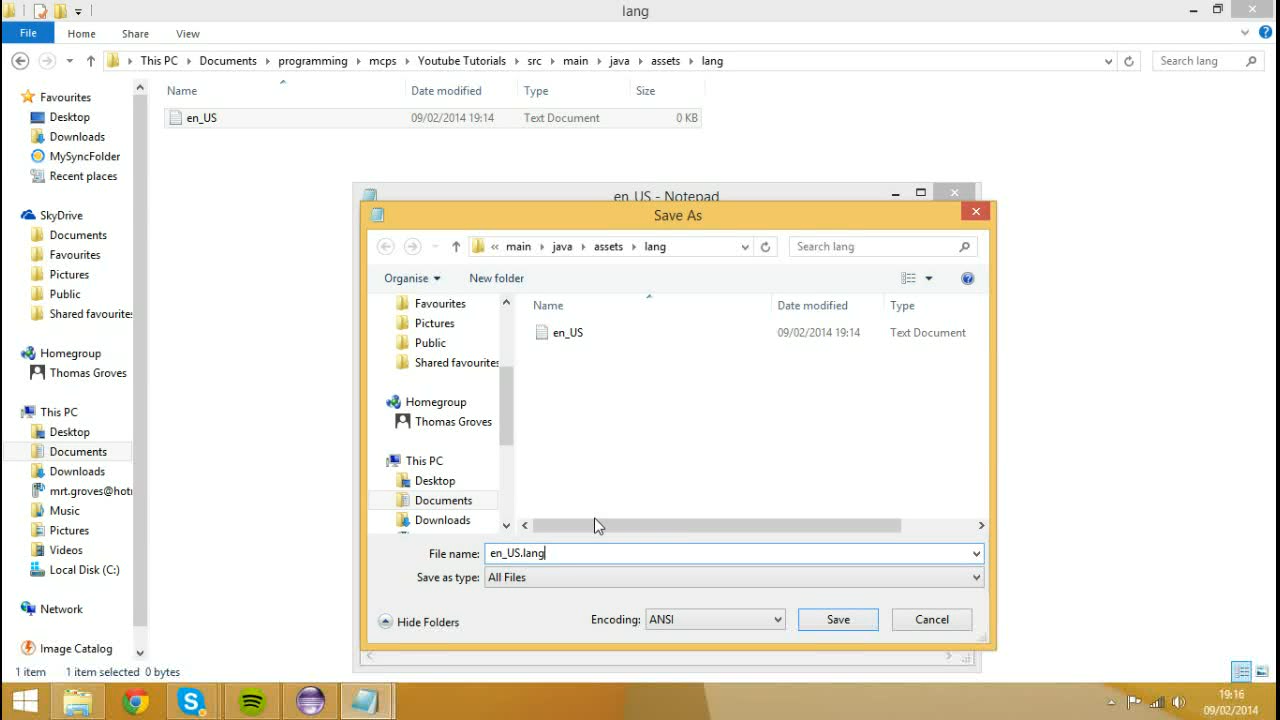 lang
File Home Share View
This PC Documents programming mcps Youtube Tutorials src main java assets lang
Search lang
Name Date modified Type Size
en_US 09/02/2014 19:14 Text Document 0 KB
Favourites
Desktop
Downloads
MySyncFolder
Recent places
SkyDrive
Documents
Favourites
Pictures
Public
Shared favourites
Homegroup
Thomas Groves
This PC
Desktop
Documents
Downloads
mrt.groves@hotm
Music
Pictures
Videos
Local Disk (C:)
Network
Image Catalog
1 item 1 item selected 0 bytes
en_US - Notepad
Save As
« main java assets lang
Search lang
Organise New folder
Favourites
Pictures
Public
Shared favourites
Homegroup
Thomas Groves
This PC
Desktop
Documents
Downloads
Name Date modified Type
en_US 09/02/2014 19:14 Text Document
File name: en_US.lang
Save as type: All Files
Hide Folders
Encoding: ANSI
Save Cancel
19:16
09/02/2014